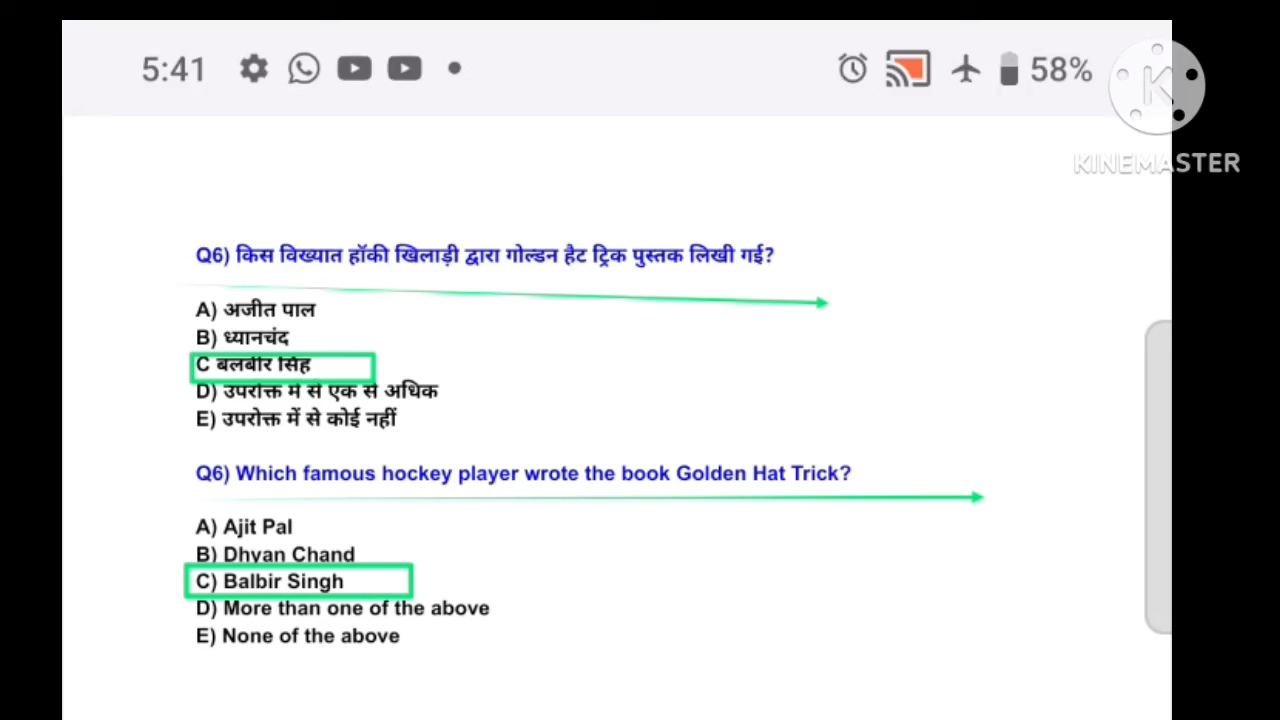 5:41
58%
KINEMASTER
Q6) किस विख्यात हॉकी खिलाड़ी द्वारा गोल्डन हैट ट्रिक पुस्तक लिखी गई?
A) अजीत पाल
B) ध्यानचंद
C बलबीर सिंह
D) उपरोक्त में से एक से अधिक
E) उपरोक्त में से कोई नहीं
Q6) Which famous hockey player wrote the book Golden Hat Trick?
A) Ajit Pal
B) Dhyan Chand
C) Balbir Singh
D) More than one of the above
E) None of the above